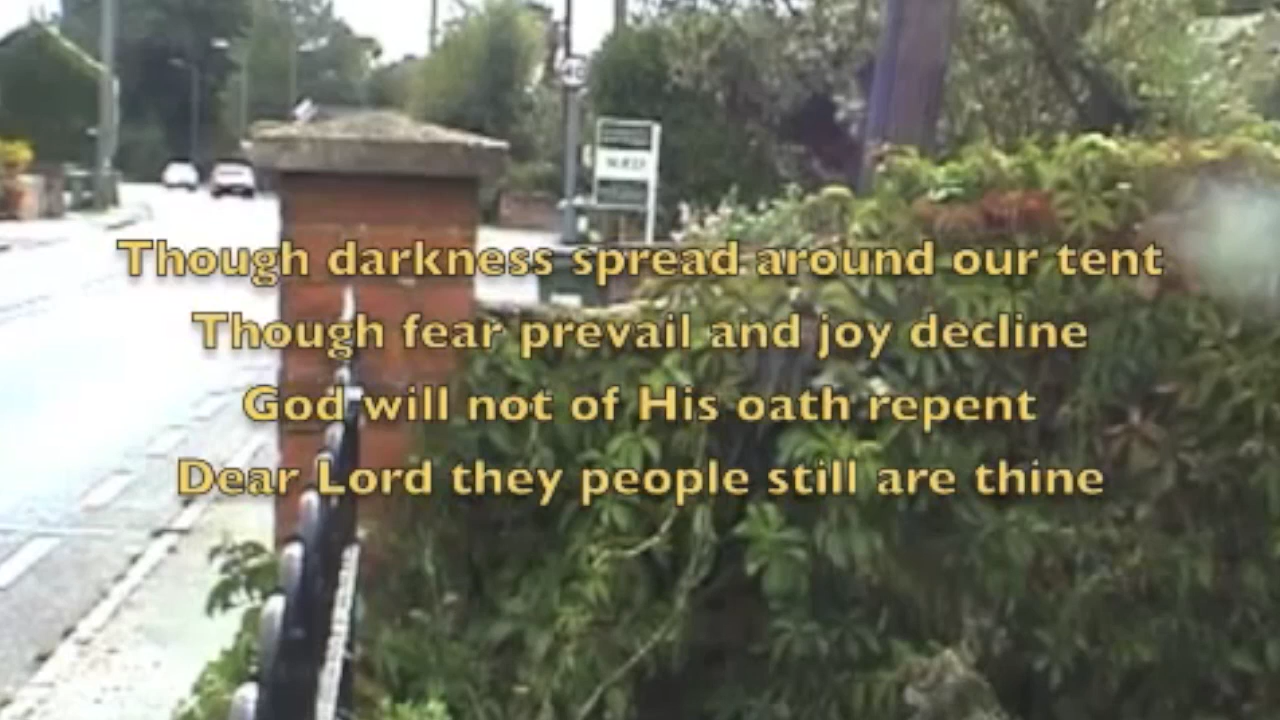 Though darkness spread around our tent
Though fear prevail and joy decline
God will not of His oath repent
Dear Lord they people still are thine